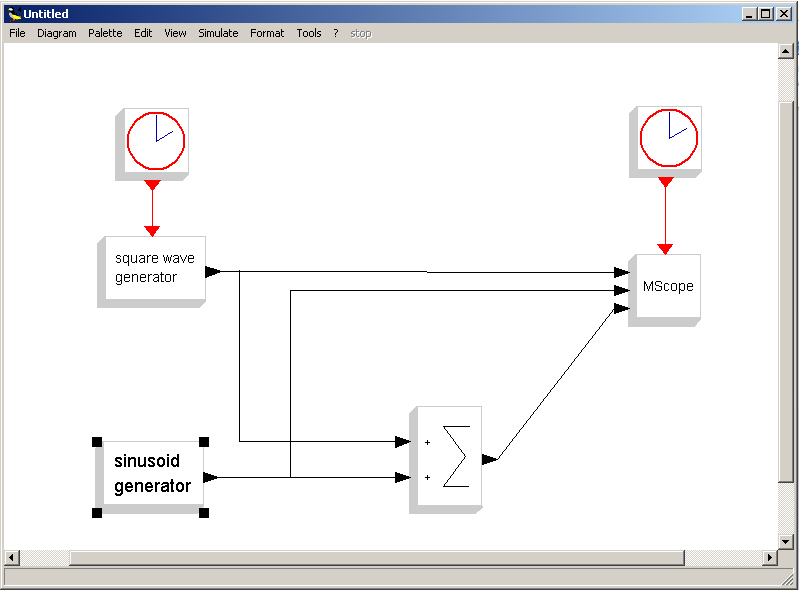 Untitled
File Diagram Palette Edit View Simulate Format Tools ? stop
square wave
generator
MScope
+
+
sinusoid
generator